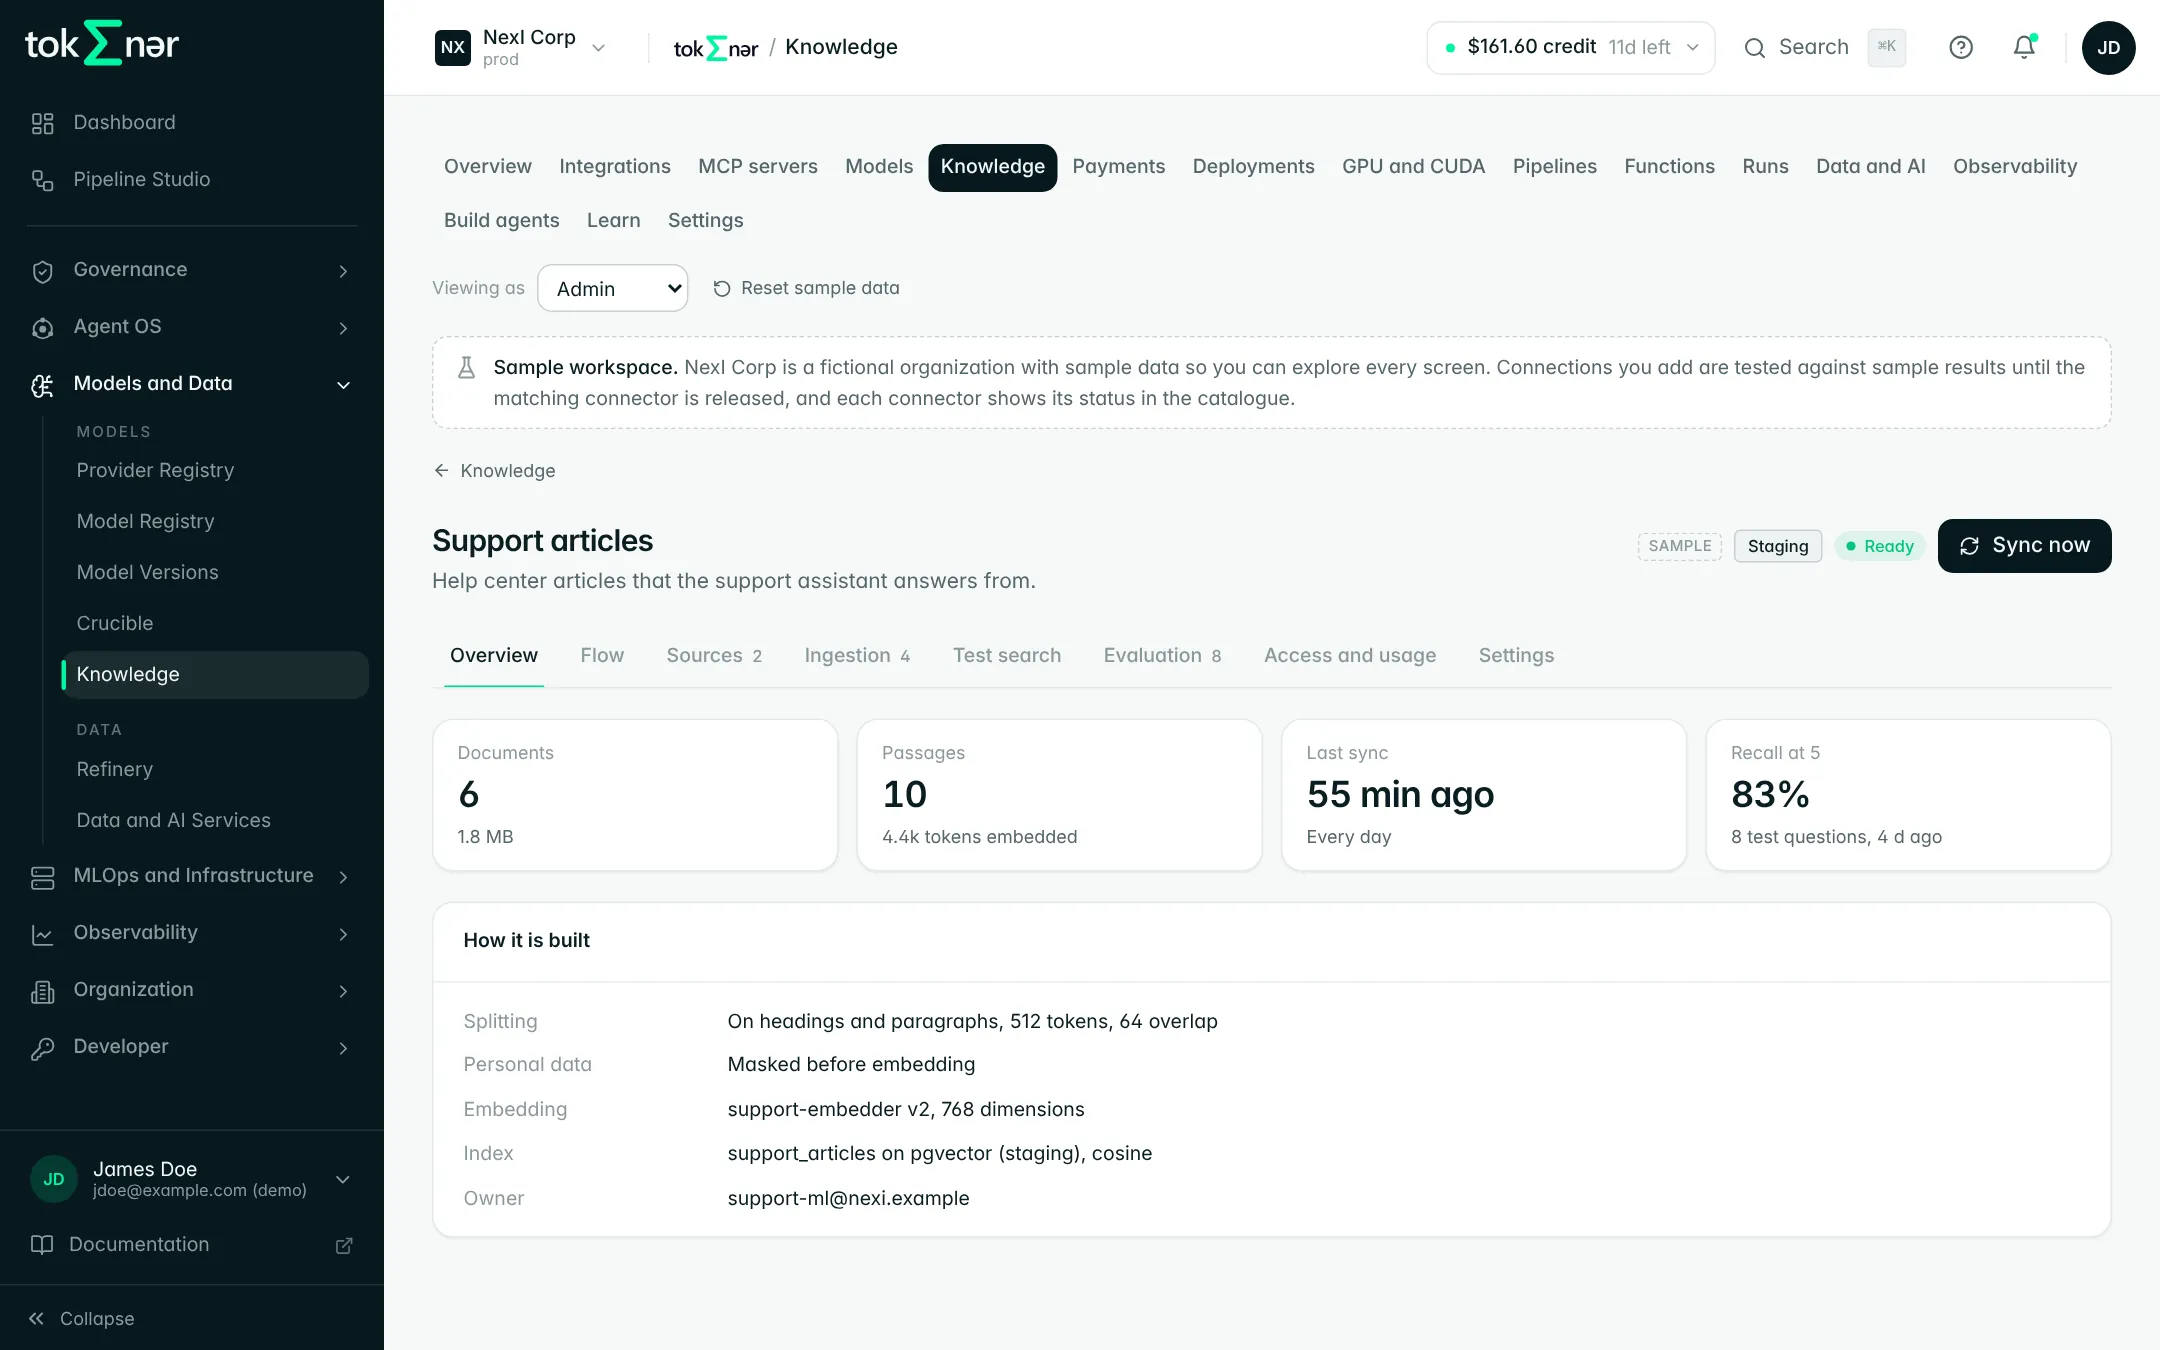 tokΣnər
Dashboard
Pipeline Studio
Governance
Agent OS
Models and Data
MODELS
Provider Registry
Model Registry
Model Versions
Crucible
Knowledge
DATA
Refinery
Data and AI Services
MLOps and Infrastructure
Observability
Organization
Developer
JD
James Doe
jdoe@example.com (demo)
Documentation
Collapse
NX
Nexl Corp
prod
tokΣnər / Knowledge
$161.60 credit 11d left
Search ⌘K
JD
Overview Integrations MCP servers Models Knowledge Payments Deployments GPU and CUDA Pipelines Functions Runs Data and AI Observability
Build agents Learn Settings
Viewing as Admin Reset sample data
Sample workspace. Nexl Corp is a fictional organization with sample data so you can explore every screen. Connections you add are tested against sample results until the
matching connector is released, and each connector shows its status in the catalogue.
Knowledge
Support articles
Help center articles that the support assistant answers from.
SAMPLE Staging Ready Sync now
Overview Flow Sources 2 Ingestion 4 Test search Evaluation 8 Access and usage Settings
Documents
6
1.8 MB
Passages
10
4.4k tokens embedded
Last sync
55 min ago
Every day
Recall at 5
83%
8 test questions, 4 d ago
How it is built
Splitting On headings and paragraphs, 512 tokens, 64 overlap
Personal data Masked before embedding
Embedding support-embedder v2, 768 dimensions
Index support_articles on pgvector (staging), cosine
Owner support-ml@nexi.example